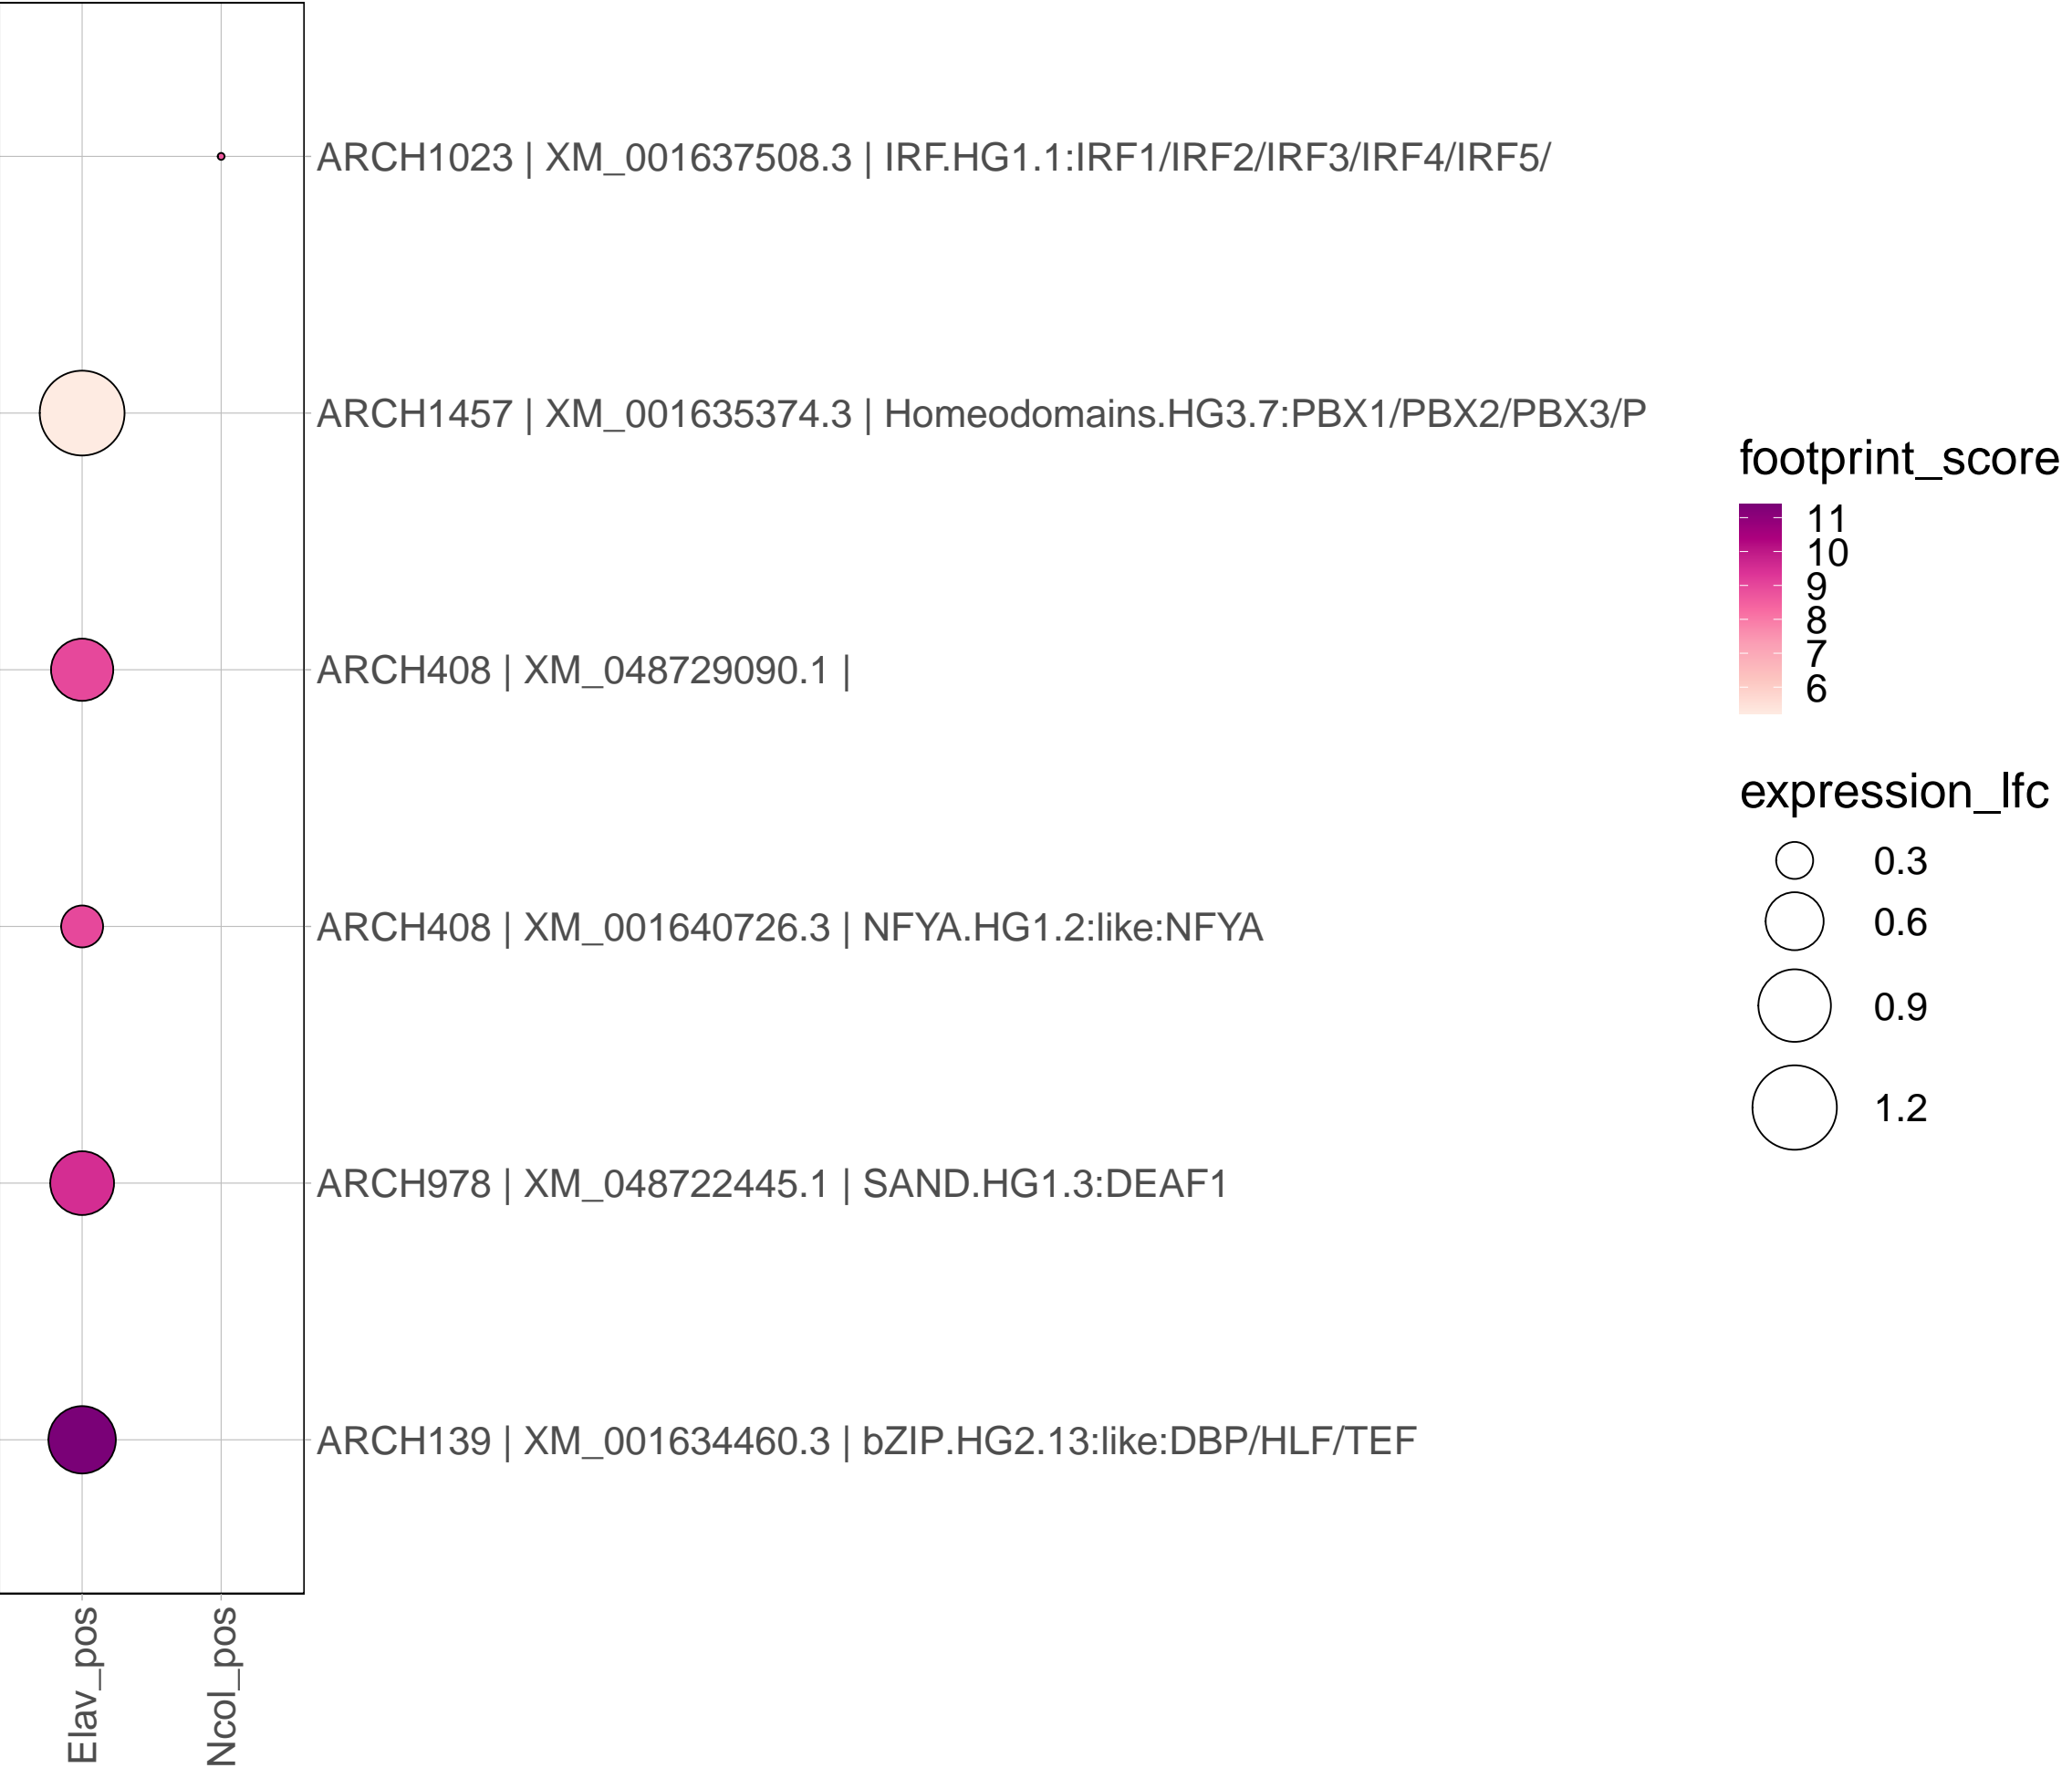 ARCH1023 | XM_001637508.3 | IRF.HG1.1:IRF1/IRF2/IRF3/IRF4/IRF5/
ARCH1457 | XM_001635374.3 | Homeodomains.HG3.7:PBX1/PBX2/PBX3/P
ARCH408 | XM_048729090.1 |
ARCH408 | XM_001640726.3 | NFYA.HG1.2:like:NFYA
ARCH978 | XM_048722445.1 | SAND.HG1.3:DEAF1
ARCH139 | XM_001634460.3 | bZIP.HG2.13:like:DBP/HLF/TEF
Elav_pos
Ncol_pos
footprint_score
11
10
9
8
7
6
expression_lfc
0.3
0.6
0.9
1.2